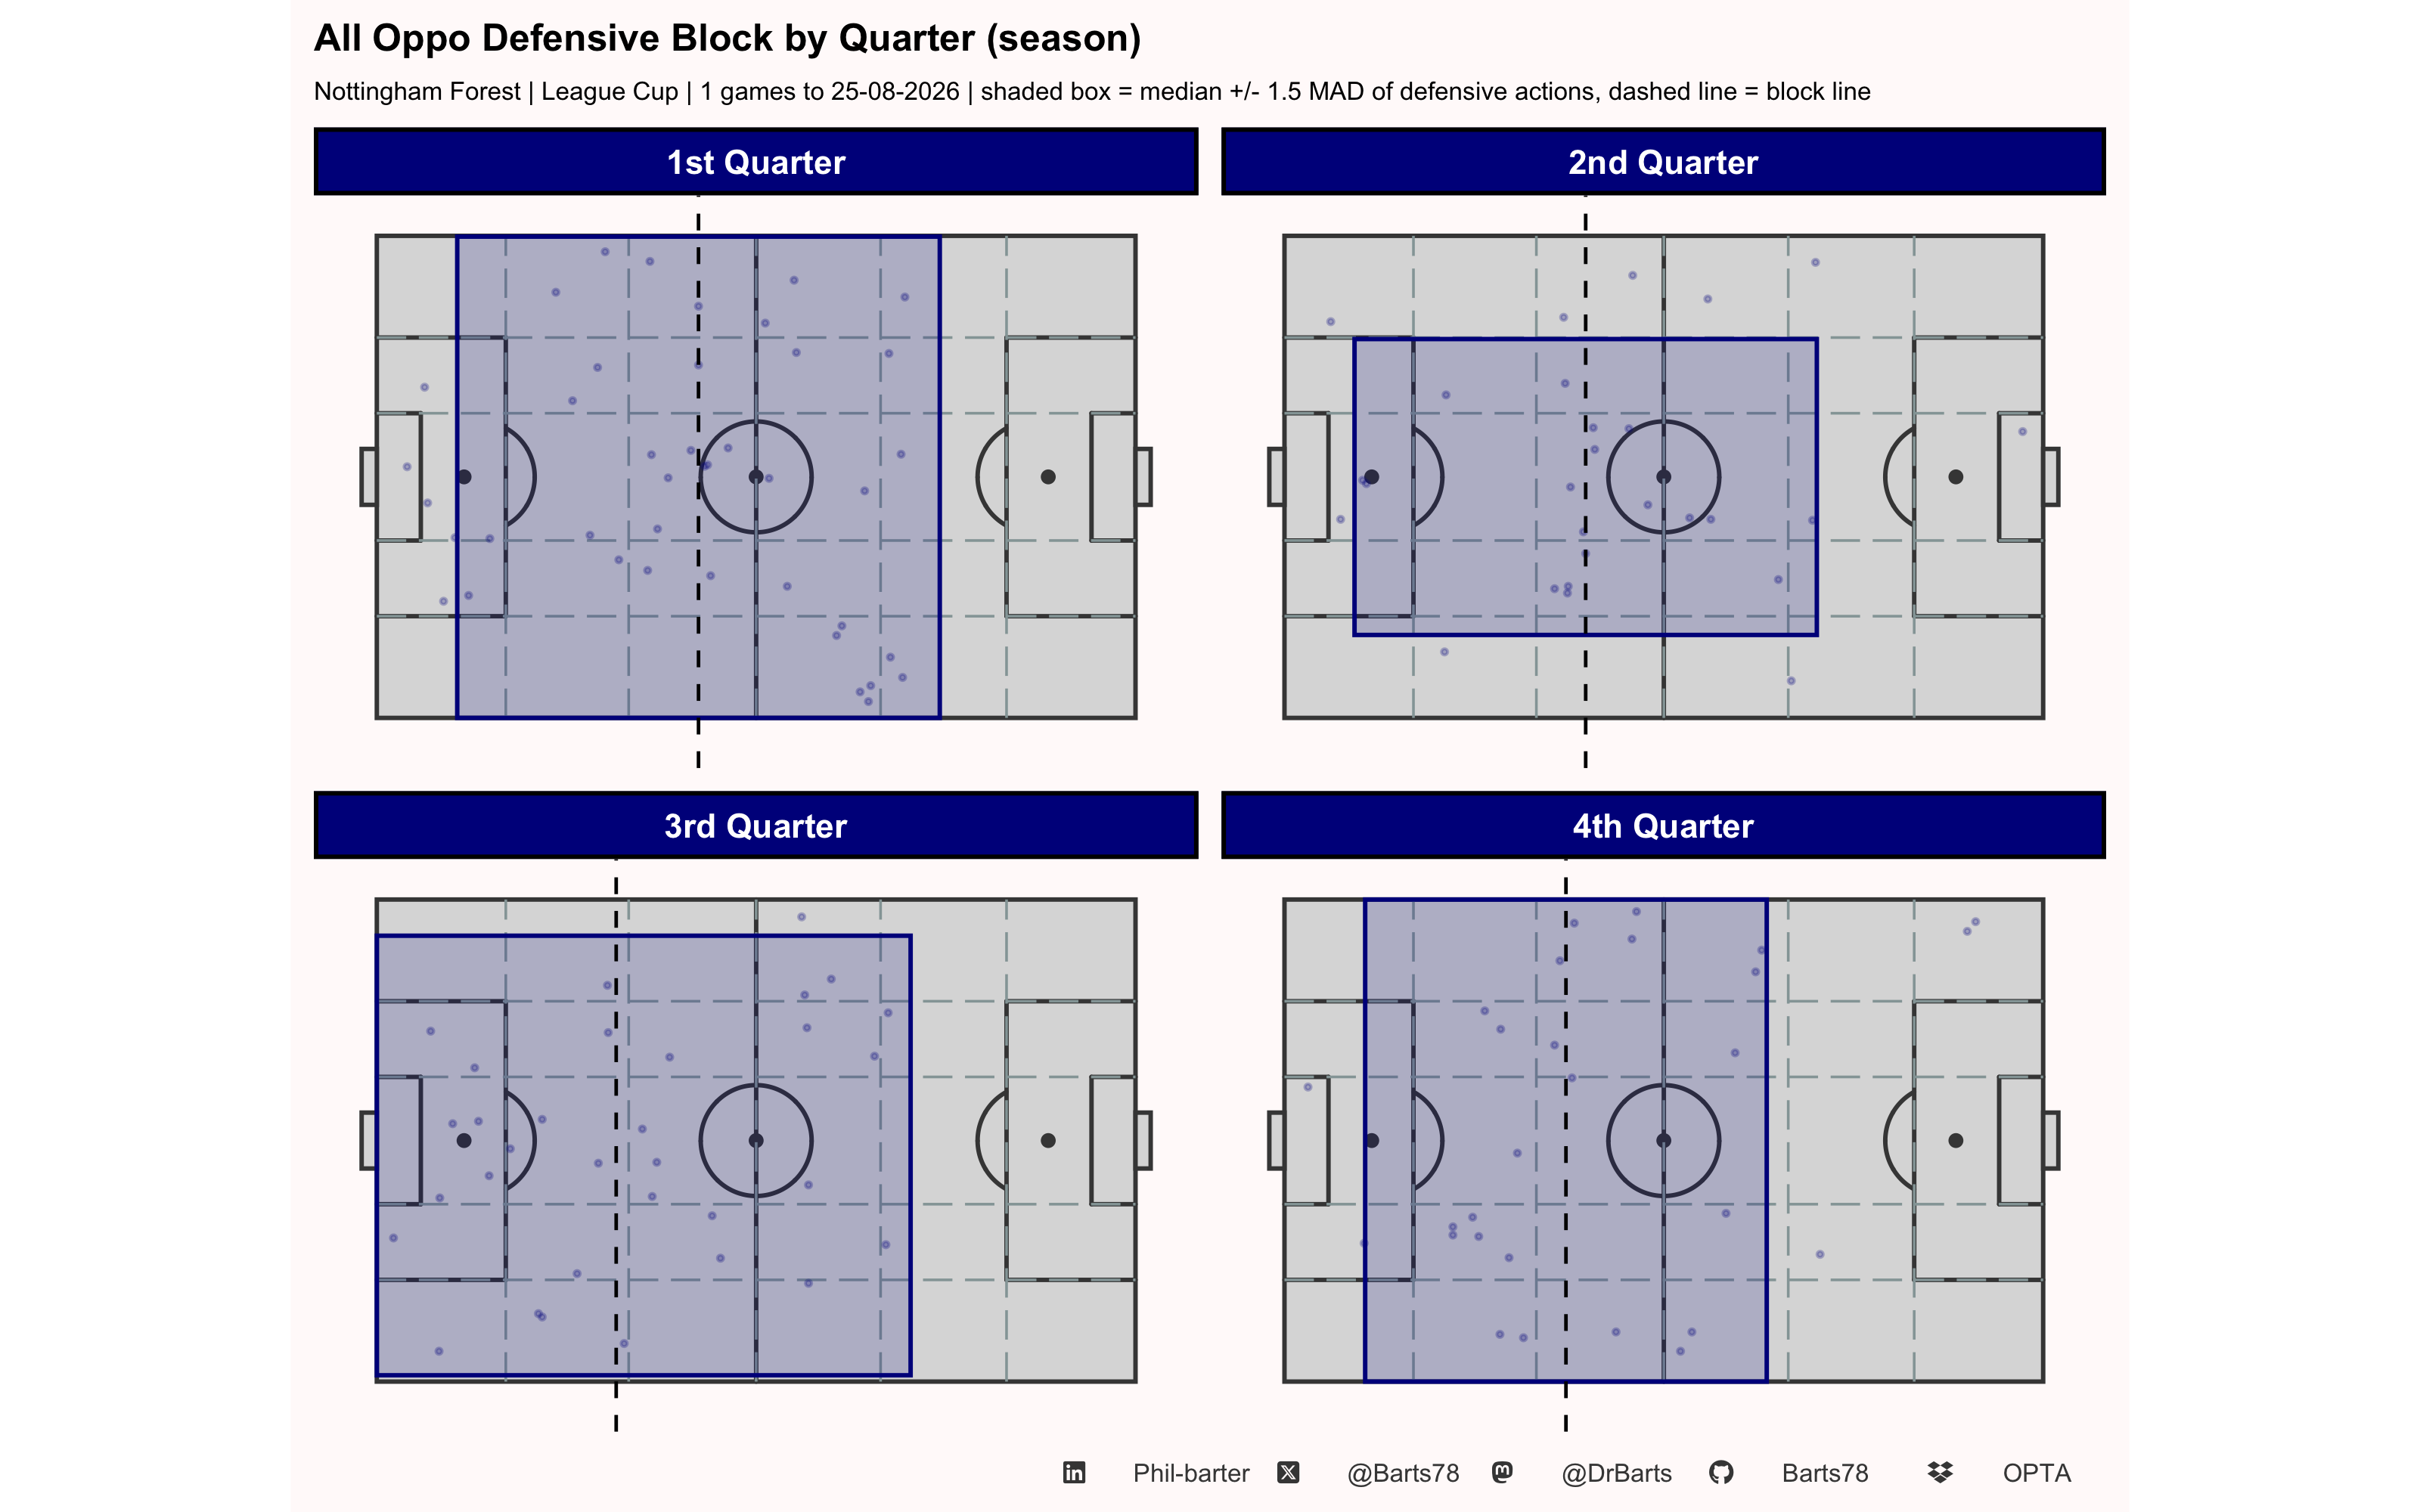 All Oppo Defensive Block by Quarter (season)
Nottingham Forest | League Cup | 1 games to 25-08-2026 | shaded box = median +/- 1.5 MAD of defensive actions, dashed line = block line
1st Quarter
2nd Quarter
3rd Quarter
4th Quarter
Phil-barter @Barts78 @DrBarts Barts78 OPTA